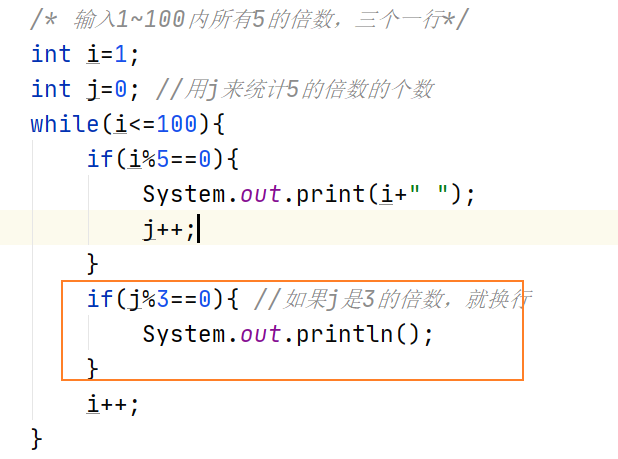 /* 输入1~100内所有5的倍数，三个一行*/
int i=1;
int j=0; //用j来统计5的倍数的个数
while(i<=100){
if(i%5==0){
System.out.print(i+" ");
j++;
}
if(j%3==0){ //如果j是3的倍数，就换行
System.out.println();
}
i++;
}